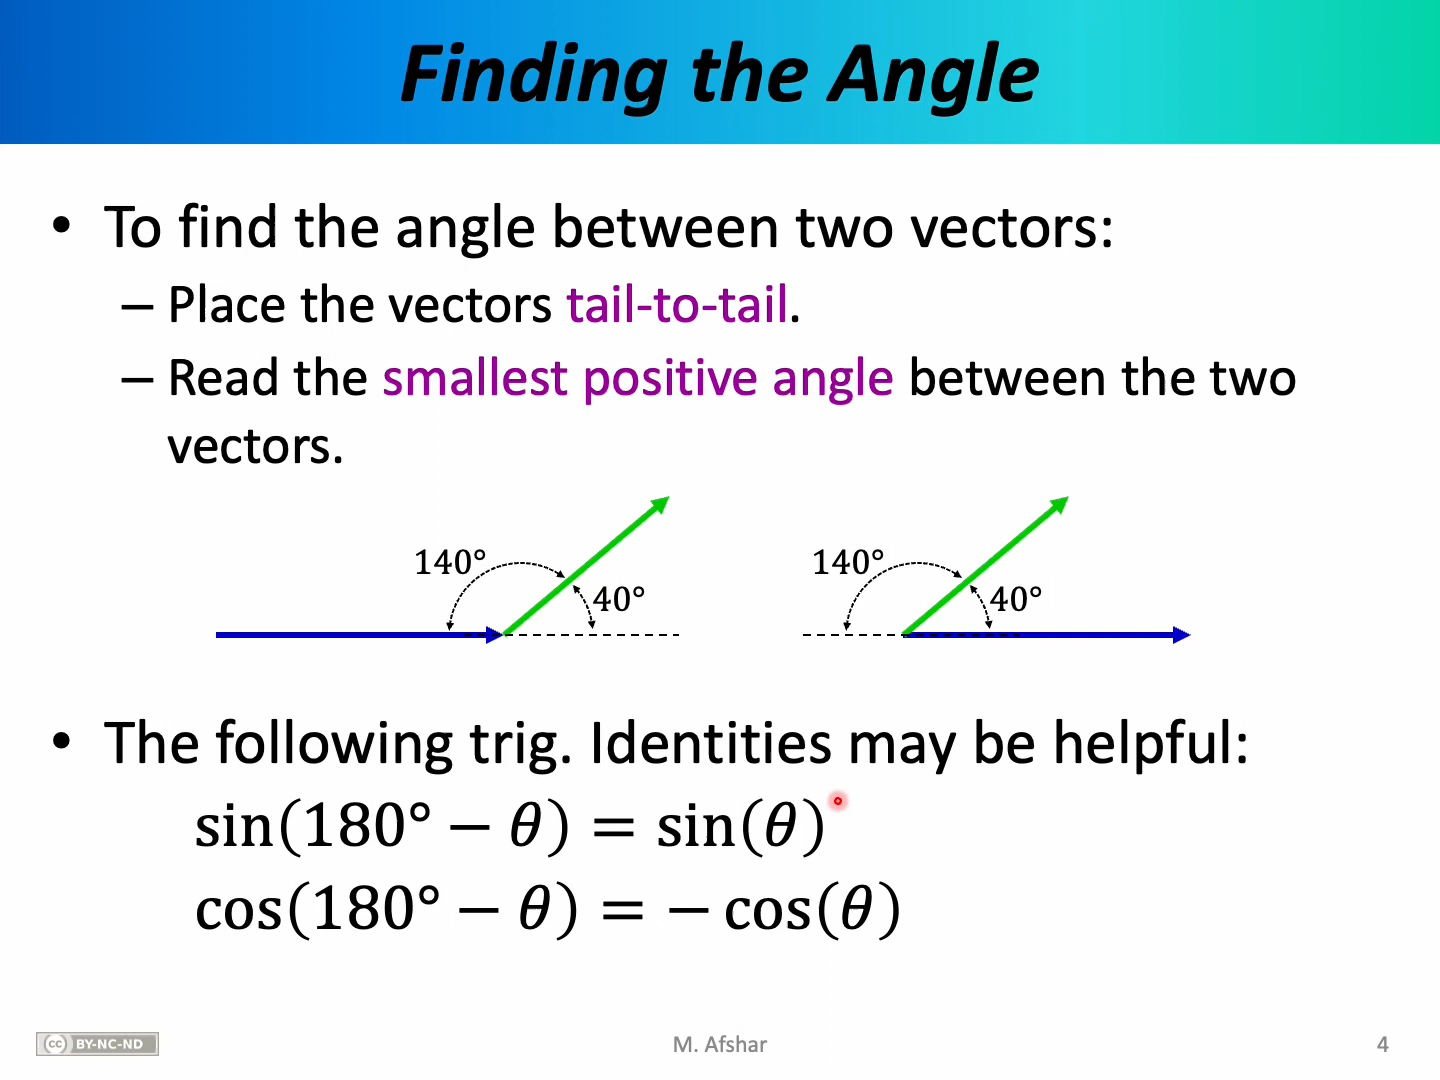 Finding the Angle
• To find the angle between two vectors:
– Place the vectors tail-to-tail.
– Read the smallest positive angle between the two
vectors.
140° 40° 140° 40°
• The following trig. Identities may be helpful:
sin(180° − θ) = sin(θ)
cos(180° − θ) = − cos(θ)
cc BY-NC-ND M. Afshar 4